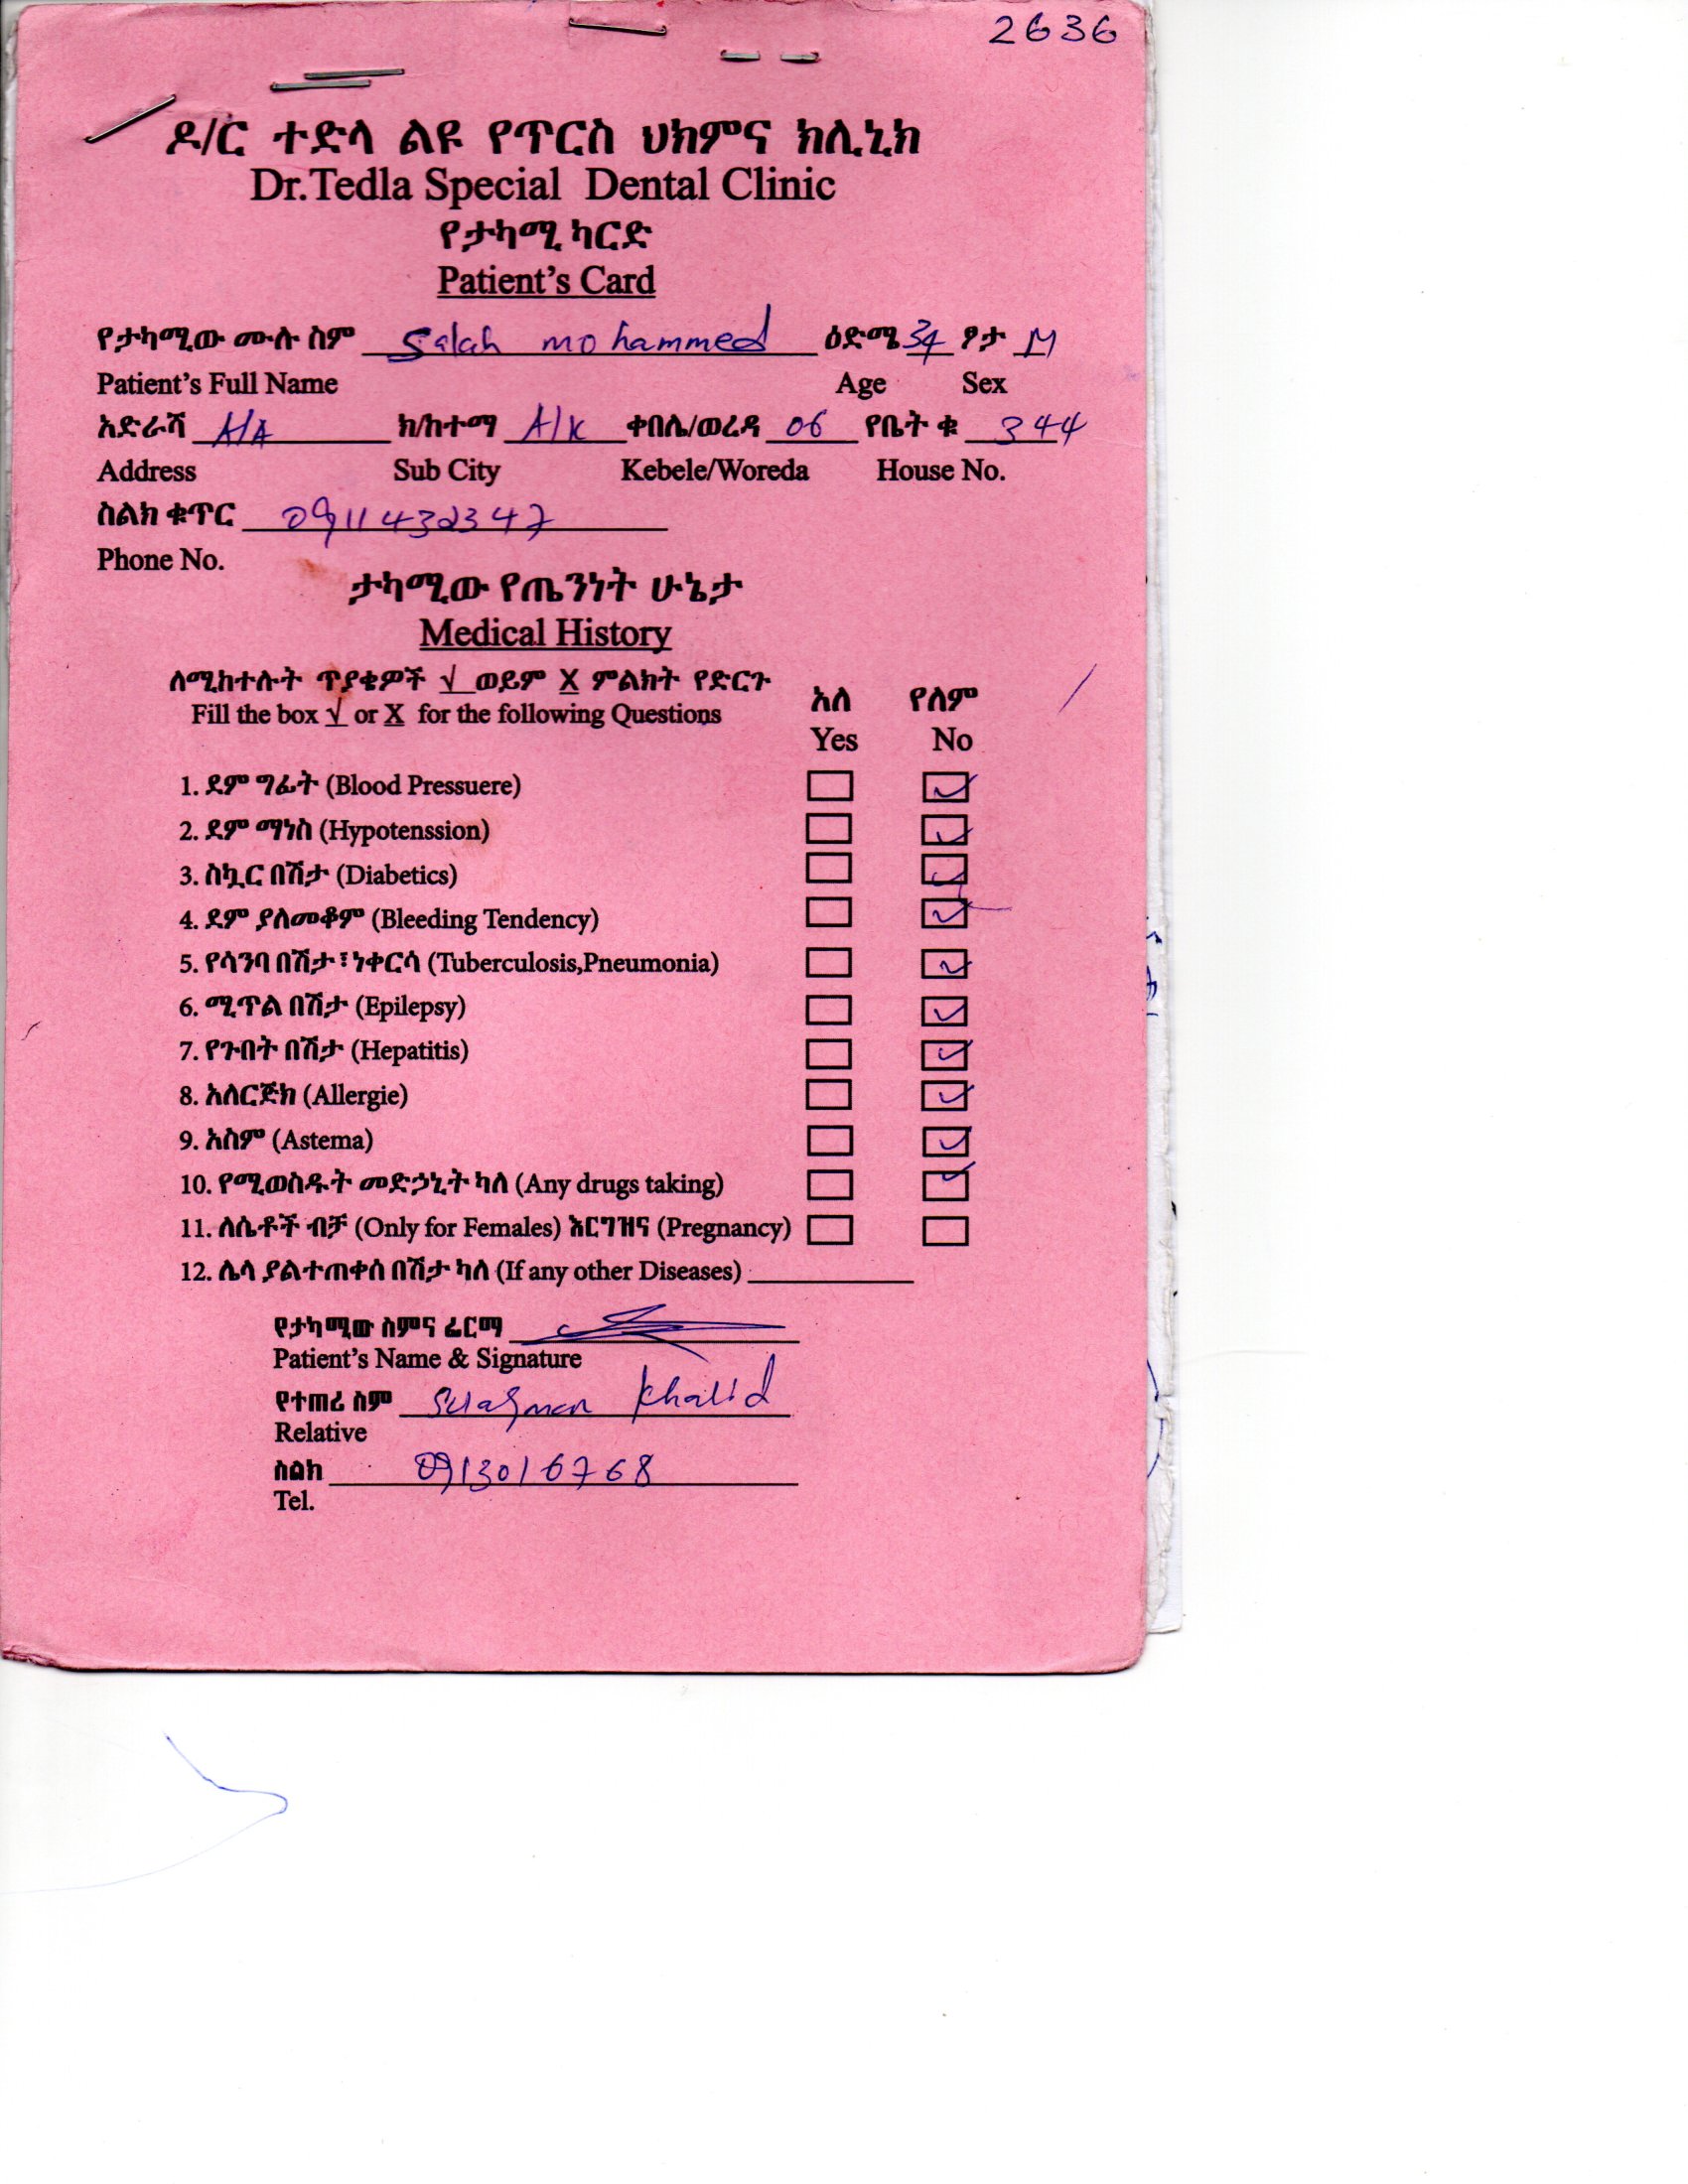 2636
ዶ/ር ተድላ ልዩ የጥርስ ህክምና ክሊኒክ
Dr.Tedla Special Dental Clinic
የታካሚ ካርድ
Patient's Card
የታካሚው ሙሉ ስም Salah mohammed ዕድሜ 34 ፆታ M
Patient's Full Name Age Sex
አድራሻ A/A ክ/ከተማ A/K ቀበሌ/ወረዳ 06 የቤት ቁ 344
Address Sub City Kebele/Woreda House No.
ስልክ ቁጥር 0911432347
Phone No.
ታካሚው የጤንነት ሁኔታ
Medical History
ለሚከተሉት ጥያቄዎች √ ወይም X ምልክት የድርጉ አለ የለም
Fill the box √ or X for the following Questions
Yes No
1. ደም ግፊት (Blood Pressuere) ✓
2. ደም ማነስ (Hypotenssion) ✓
3. ስኳር በሽታ (Diabetics) ✓
4. ደም ያለመቆም (Bleeding Tendency) ✓
5. የሳንባ በሽታ፣ነቀርሳ (Tuberculosis,Pneumonia) ✓
6. ሚጥል በሽታ (Epilepsy) ✓
7. የጉበት በሽታ (Hepatitis) ✓
8. አለርጅክ (Allergie) ✓
9. አስም (Astema) ✓
10. የሚወስዱት መድኃኒት ካለ (Any drugs taking) ✓
11. ለሴቶች ብቻ (Only for Females) እርግዝና (Pregnancy)
12. ሌላ ያልተጠቀሰ በሽታ ካለ (If any other Diseases)
የታካሚው ስምና ፊርማ
Patient's Name & Signature
የተጠሪ ስም Khalid
Relative
ስልክ 0913016768
Tel.